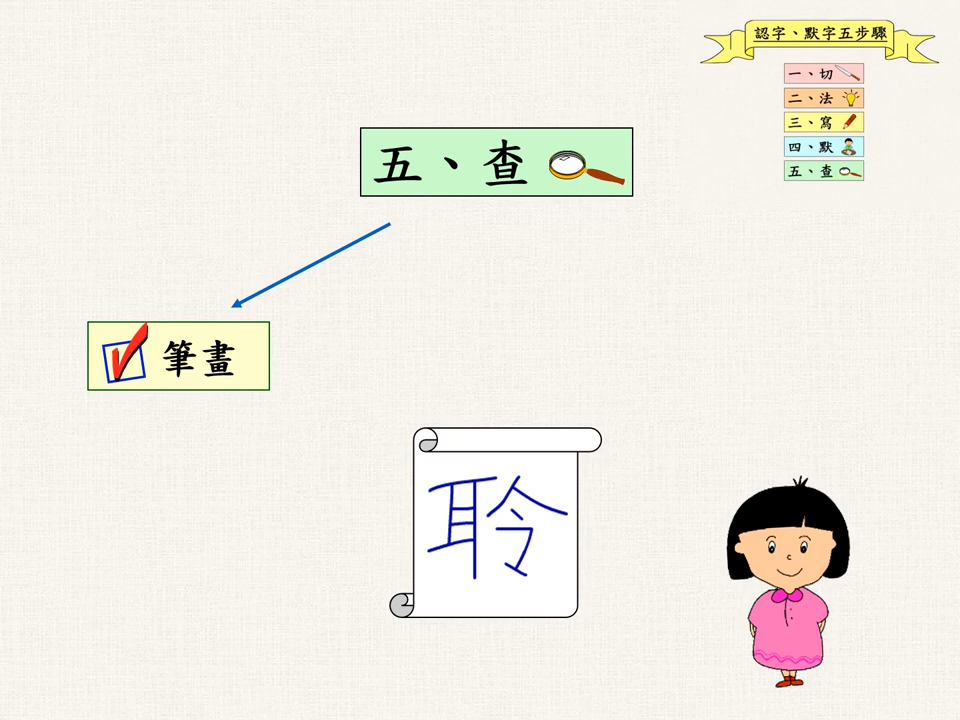 認字、默字五步驟
一、切
二、法
三、寫
四、默
五、查
五、查
筆畫
聆